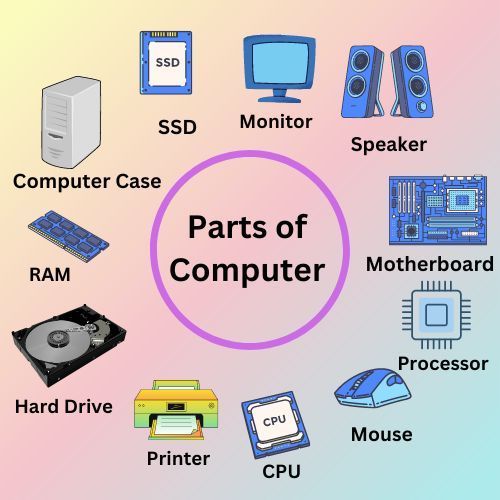 SSD
SSD
Monitor
Speaker
Computer Case
Parts of
Computer
RAM
Motherboard
Processor
Hard Drive
Mouse
Printer
CPU
CPU